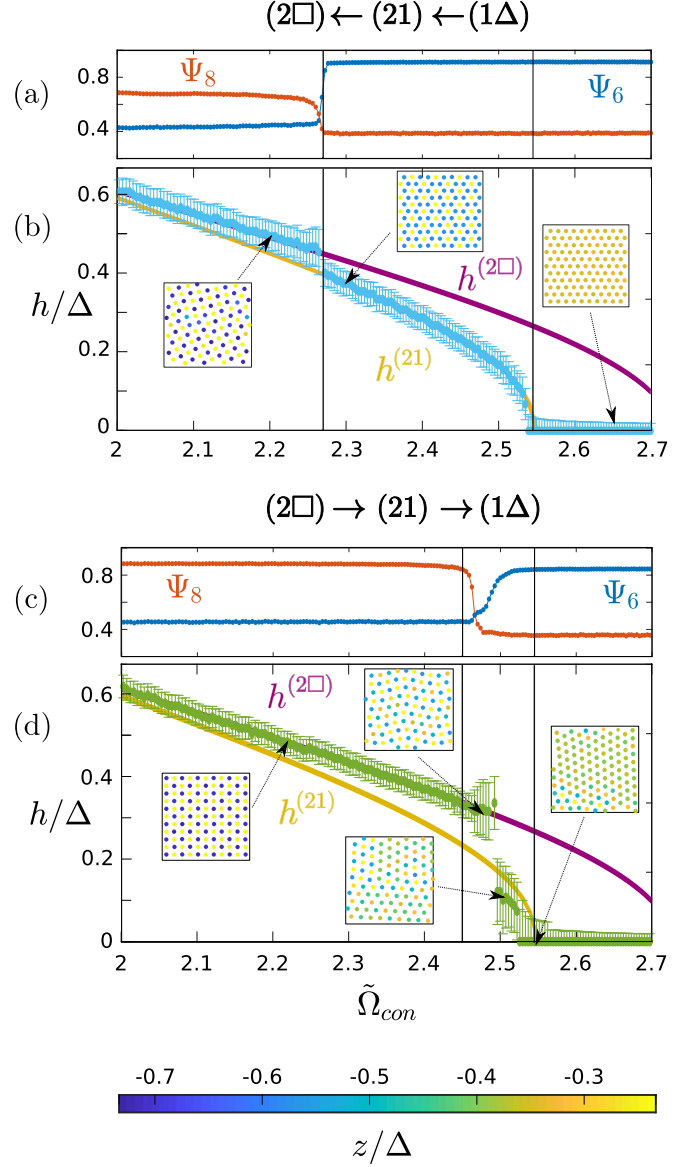 (2□) ← (21) ← (1Δ)
(a)
0.8
0.4
Ψ₈
Ψ₆
(b)
h/Δ
0.6
0.4
0.2
0
h⁽²□⁾
h⁽²¹⁾
2 2.1 2.2 2.3 2.4 2.5 2.6 2.7
(2□) → (21) → (1Δ)
(c)
0.8
0.4
Ψ₈
Ψ₆
(d)
h/Δ
0.6
0.4
0.2
0
h⁽²□⁾
h⁽²¹⁾
2 2.1 2.2 2.3 2.4 2.5 2.6 2.7
Ω̃con
-0.7 -0.6 -0.5 -0.4 -0.3
z/Δ